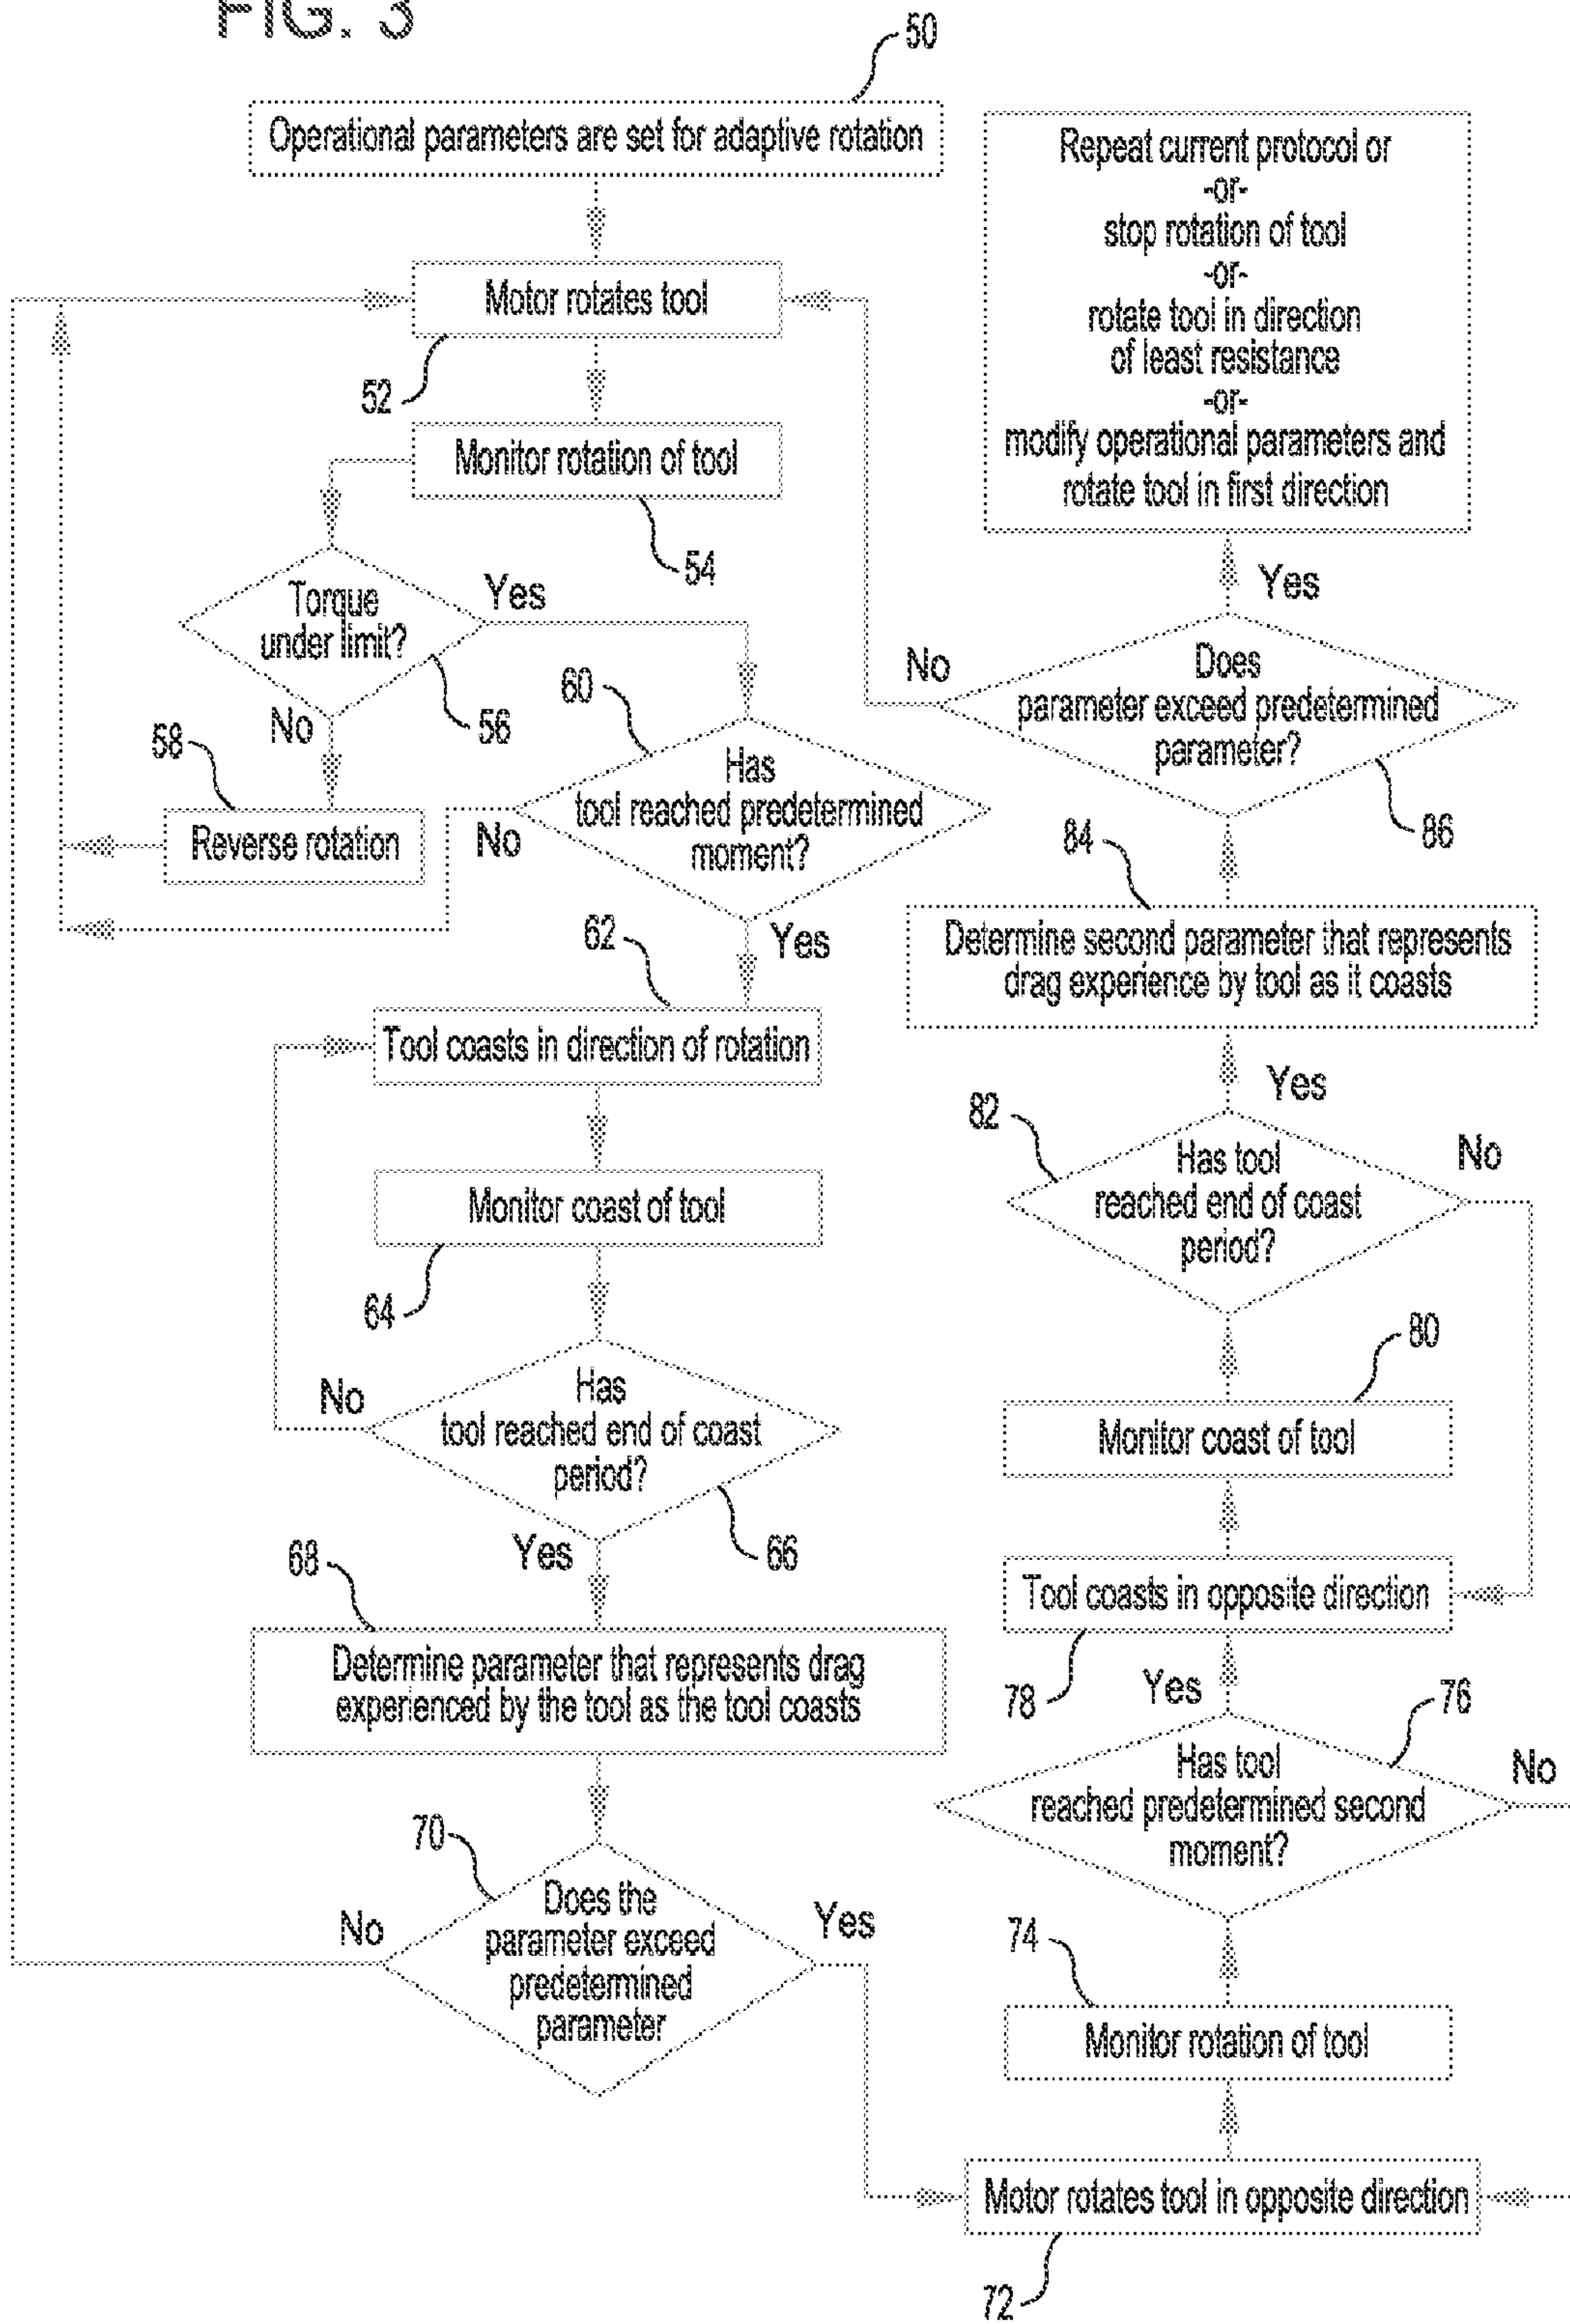 FIG. 3
50
Operational parameters are set for adaptive rotation
Motor rotates tool
52
Monitor rotation of tool
54
Torque
under limit?
Yes
No
56
58
Reverse rotation
60
Has
tool reached predetermined
moment?
No
Yes
62
Tool coasts in direction of rotation
Monitor coast of tool
64
Has
tool reached end of coast
period?
No
Yes
66
68
Determine parameter that represents drag
experienced by the tool as the tool coasts
70
Does the
parameter exceed
predetermined
parameter
No
Yes
Motor rotates tool in opposite direction
72
74
Monitor rotation of tool
76
Has tool
reached predetermined second
moment?
No
Yes
78
Tool coasts in opposite direction
80
Monitor coast of tool
82
Has tool
reached end of coast
period?
No
Yes
84
Determine second parameter that represents
drag experience by tool as it coasts
86
Does
parameter exceed predetermined
parameter?
No
Yes
Repeat current protocol or
-or-
stop rotation of tool
-or-
rotate tool in direction
of least resistance
-or-
modify operational parameters and
rotate tool in first direction